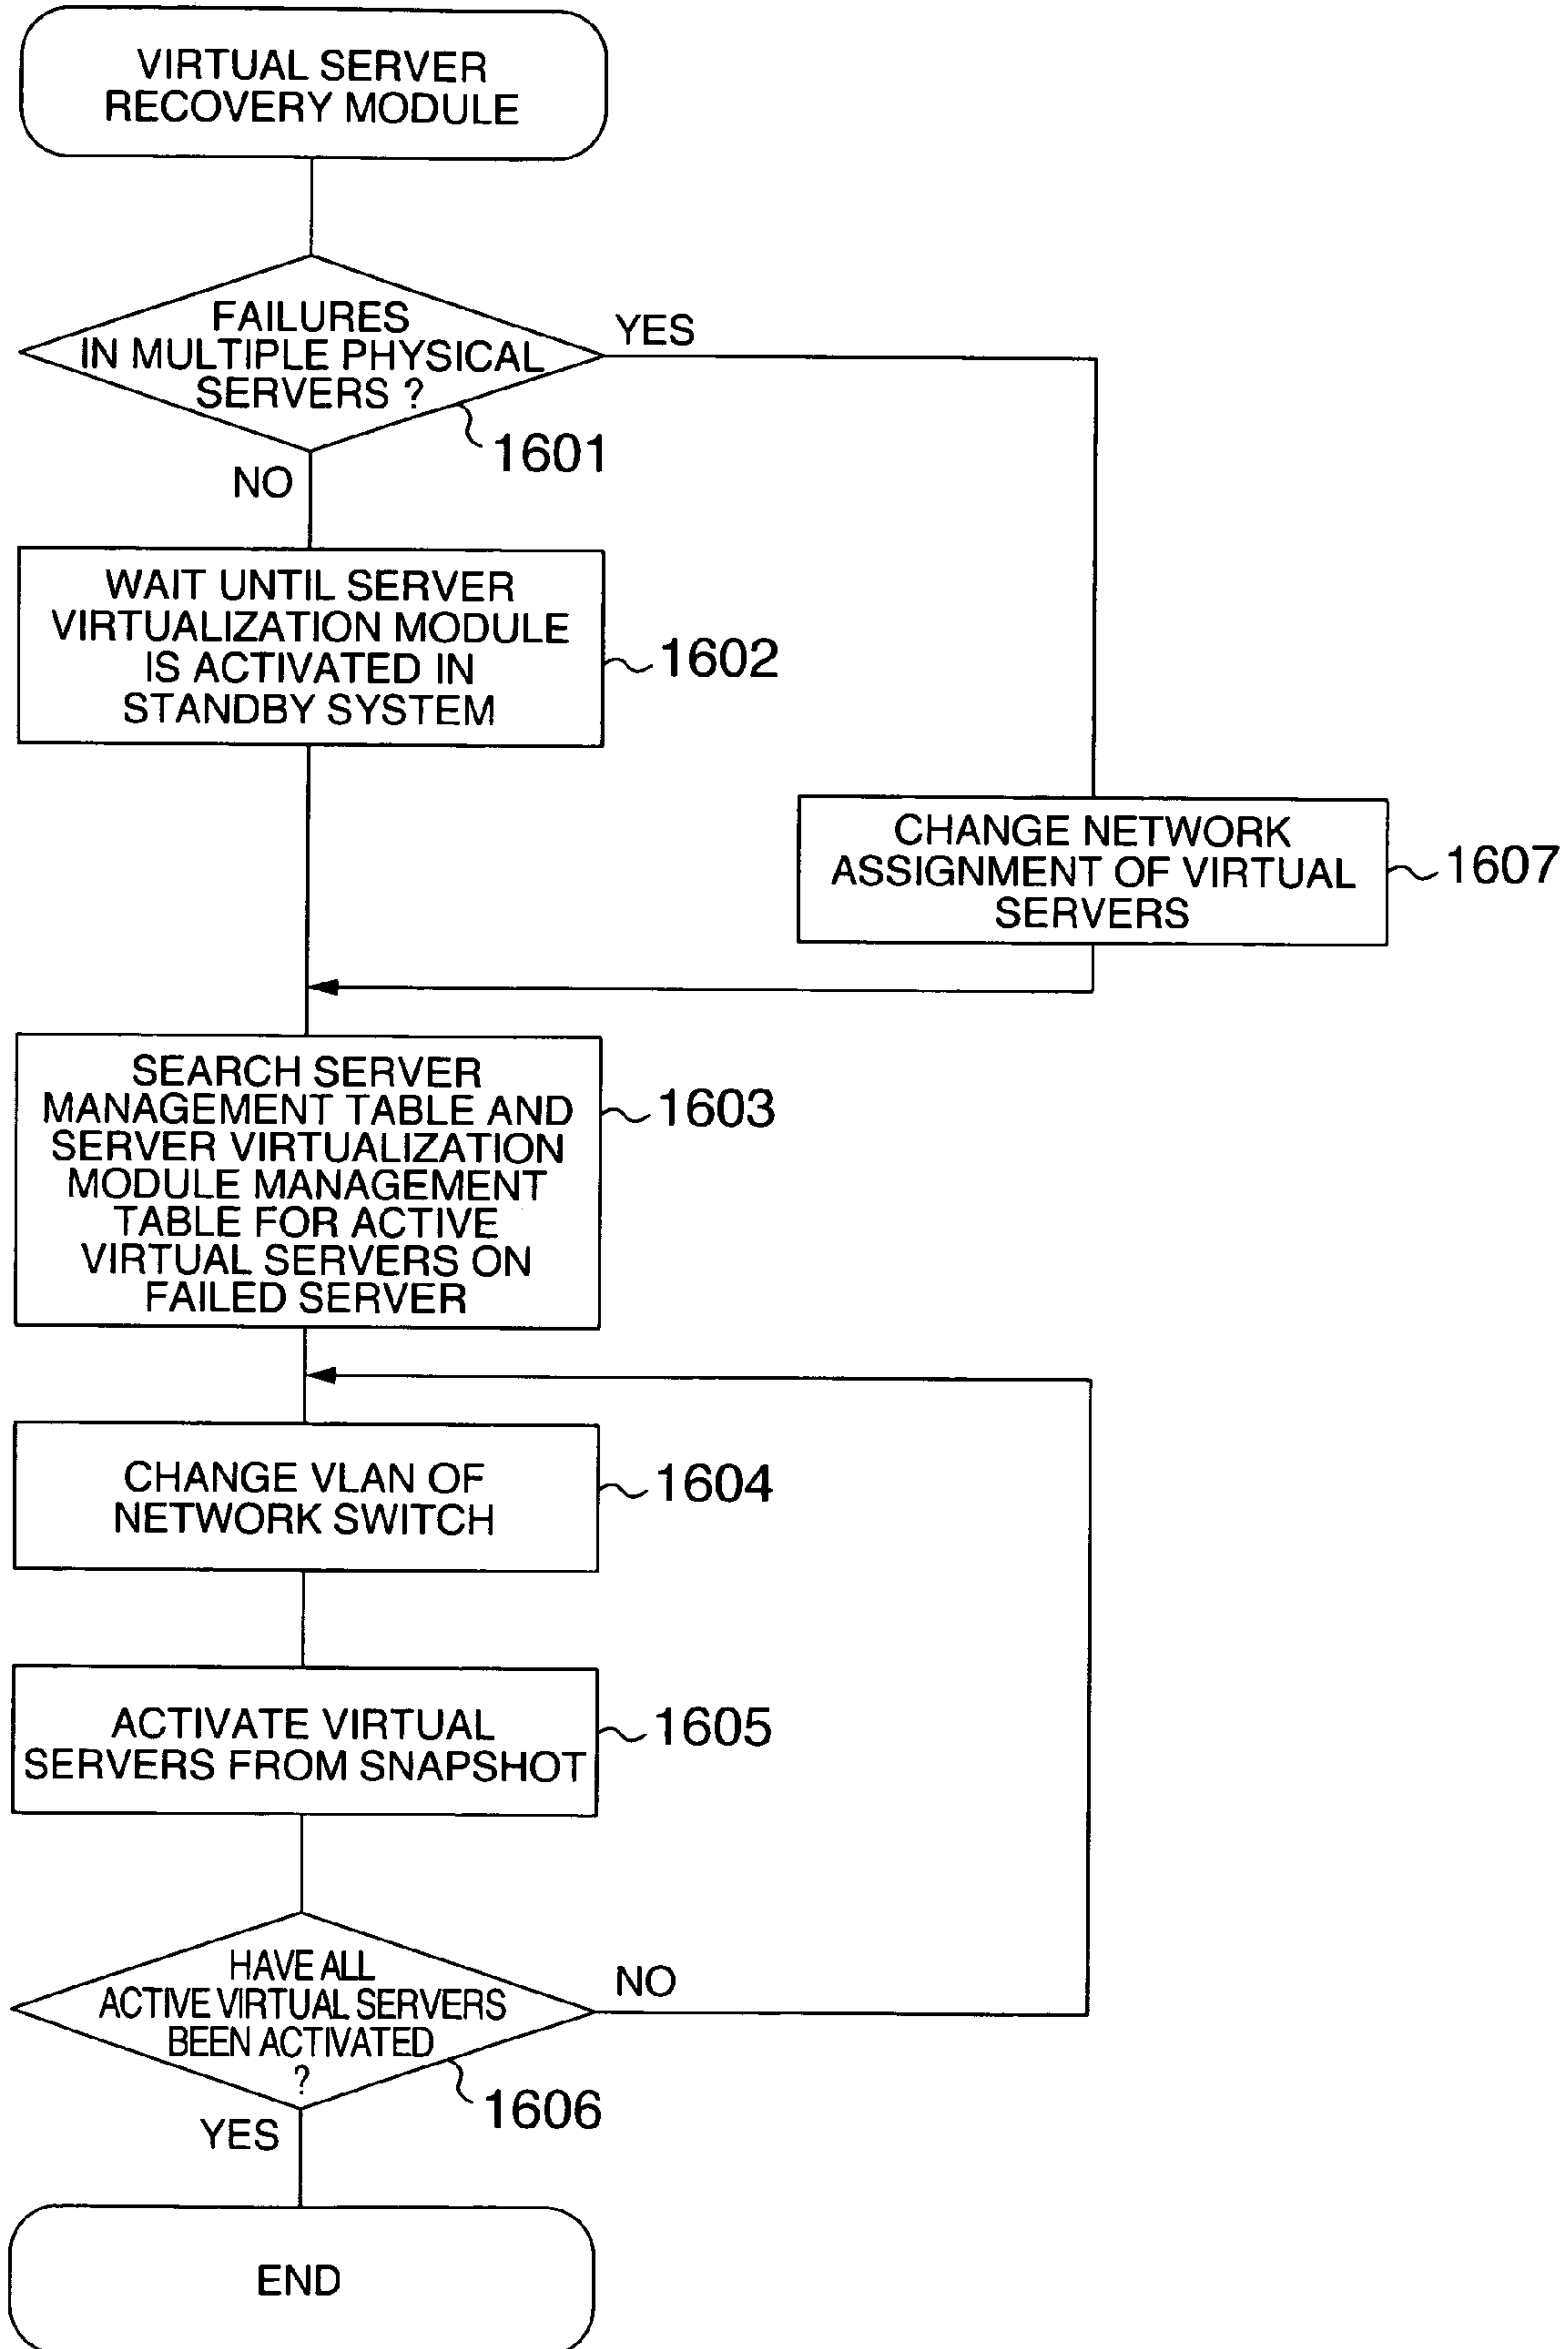 VIRTUAL SERVER
RECOVERY MODULE
FAILURES
IN MULTIPLE PHYSICAL
SERVERS ?
YES
1601
NO
WAIT UNTIL SERVER
VIRTUALIZATION MODULE
IS ACTIVATED IN
STANDBY SYSTEM
1602
CHANGE NETWORK
ASSIGNMENT OF VIRTUAL
SERVERS
1607
SEARCH SERVER
MANAGEMENT TABLE AND
SERVER VIRTUALIZATION
MODULE MANAGEMENT
TABLE FOR ACTIVE
VIRTUAL SERVERS ON
FAILED SERVER
1603
CHANGE VLAN OF
NETWORK SWITCH
1604
ACTIVATE VIRTUAL
SERVERS FROM SNAPSHOT
1605
HAVE ALL
ACTIVE VIRTUAL SERVERS
BEEN ACTIVATED
?
NO
1606
YES
END